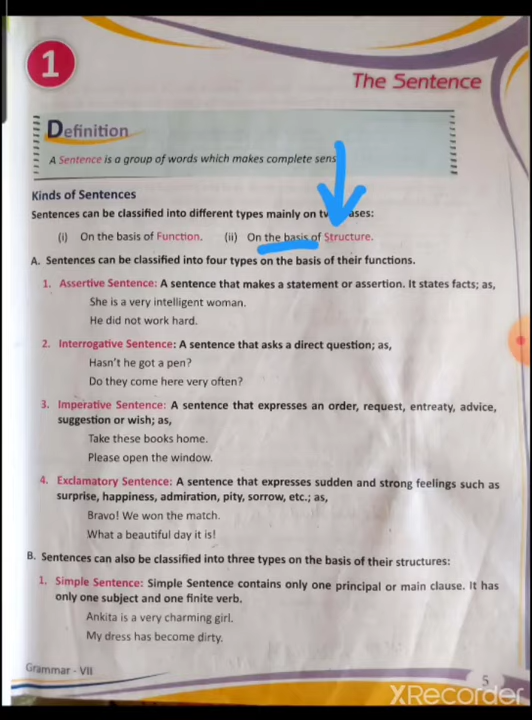 1
The Sentence
Definition
A Sentence is a group of words which makes complete sens
Kinds of Sentences
Sentences can be classified into different types mainly on tw ases:
(i) On the basis of Function. (ii) On the basis of Structure.
A. Sentences can be classified into four types on the basis of their functions.
1. Assertive Sentence: A sentence that makes a statement or assertion. It states facts; as,
She is a very intelligent woman.
He did not work hard.
2. Interrogative Sentence: A sentence that asks a direct question; as,
Hasn't he got a pen?
Do they come here very often?
3. Imperative Sentence: A sentence that expresses an order, request, entreaty, advice,
suggestion or wish; as,
Take these books home.
Please open the window.
4. Exclamatory Sentence: A sentence that expresses sudden and strong feelings such as
surprise, happiness, admiration, pity, sorrow, etc.; as,
Bravo! We won the match.
What a beautiful day it is!
B. Sentences can also be classified into three types on the basis of their structures:
1. Simple Sentence: Simple Sentence contains only one principal or main clause. It has
only one subject and one finite verb.
Ankita is a very charming girl.
My dress has become dirty.
Grammar - VII
5
XRecorder